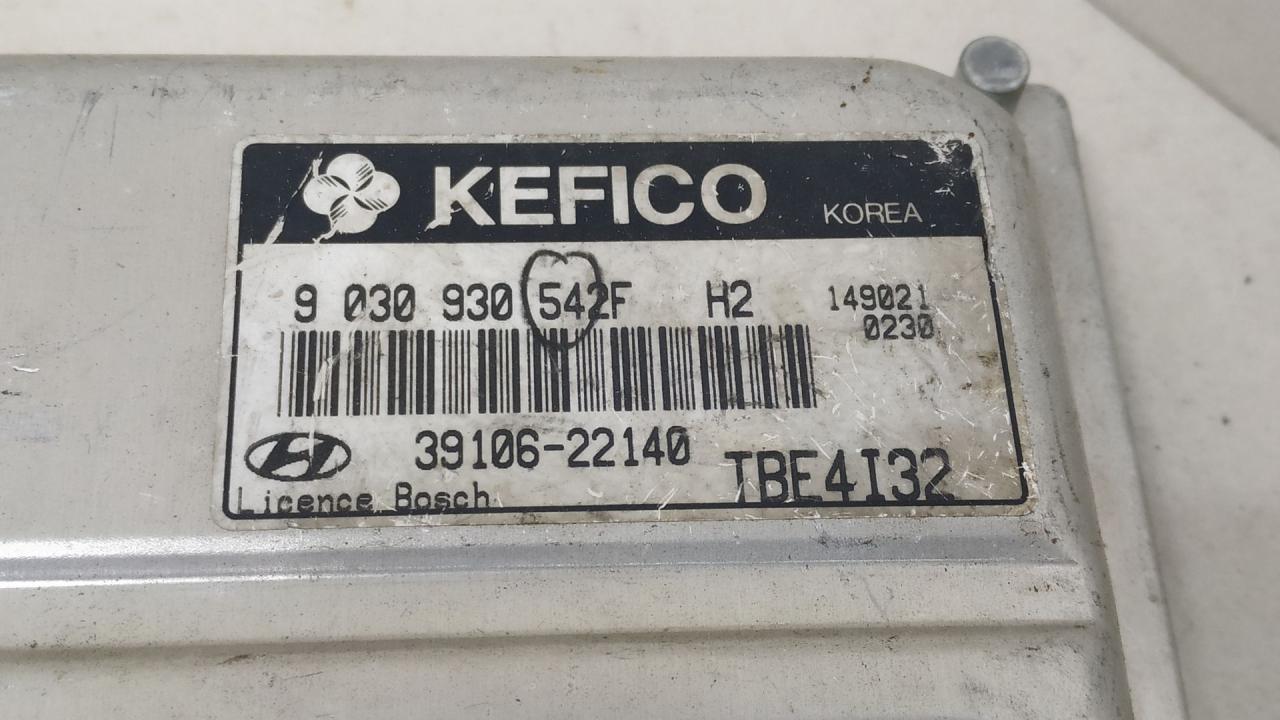 KEFICO KOREA
9 030 930 542F H2 149021
0230
39106-22140
Licence Bosch TBE4I32